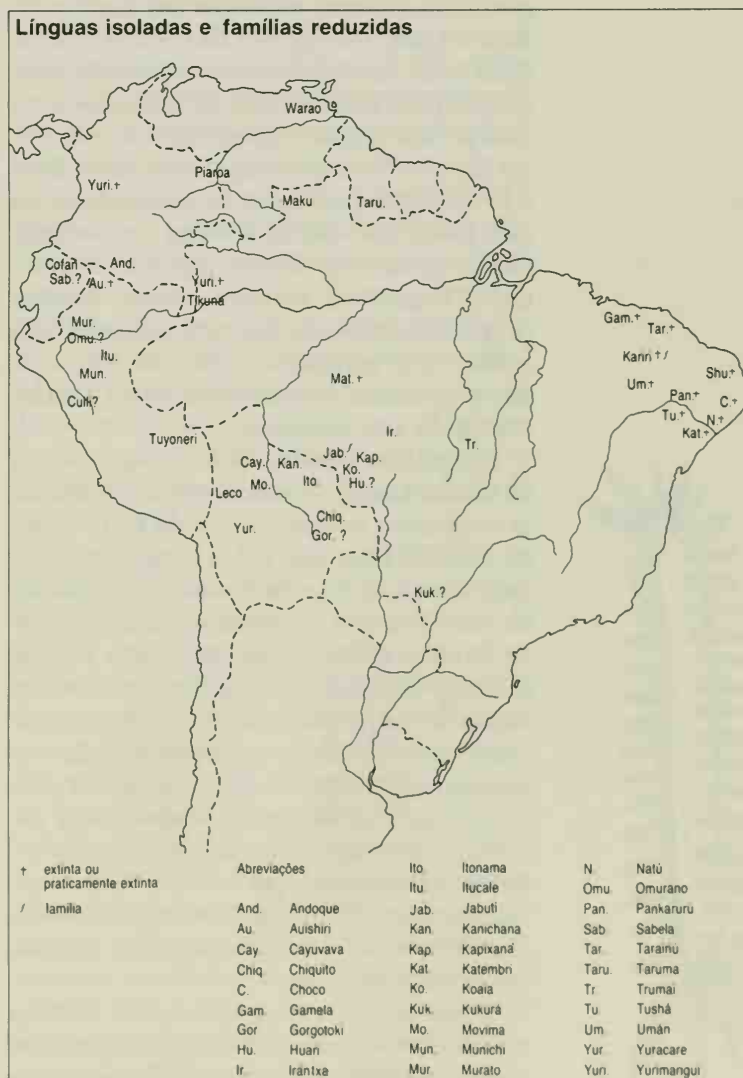 Línguas isoladas e famílias reduzidas
Warao
Piaroa
Yuri.†
Maku
Taru.
Cofan
And.
Sab.?
Au.†
Yuri.†
Tikuna
Mur.
Omu.?
Itu.
Mun.
Culli?
Gam.†
Tar.†
Kariri †/
Shu.†
Um.†
Pan.†
C.†
Tu.†
N.†
Kat.†
Mat.†
Ir.
Tr.
Tuyoneri
Jab./
Kap.
Cay.
Kan.
Ko.
Mo.
Ito.
Hu.?
Leco
Chiq.
Yur.
Gor.?
Kuk.?
† extinta ou
praticamente extinta
/ família
Abreviações
And. Andoque
Au. Auishiri
Cay. Cayuvava
Chiq. Chiquito
C. Choco
Gam. Gamela
Gor. Gorgotoki
Hu. Huari
Ir. Irántxa
Ito. Itonama
Itu. Itucale
Jab. Jabuti
Kan. Kanichana
Kap. Kapixaná
Kat. Katembri
Ko. Koaia
Kuk. Kukurá
Mo. Movima
Mun. Munichi
Mur. Murato
N. Natú
Omu. Omurano
Pan. Pankarurú
Sab. Sabela
Tar. Tarairiú
Taru. Taruma
Tr. Trumai
Tu. Tushá
Um. Umán
Yur. Yuracare
Yuri. Yurimangui